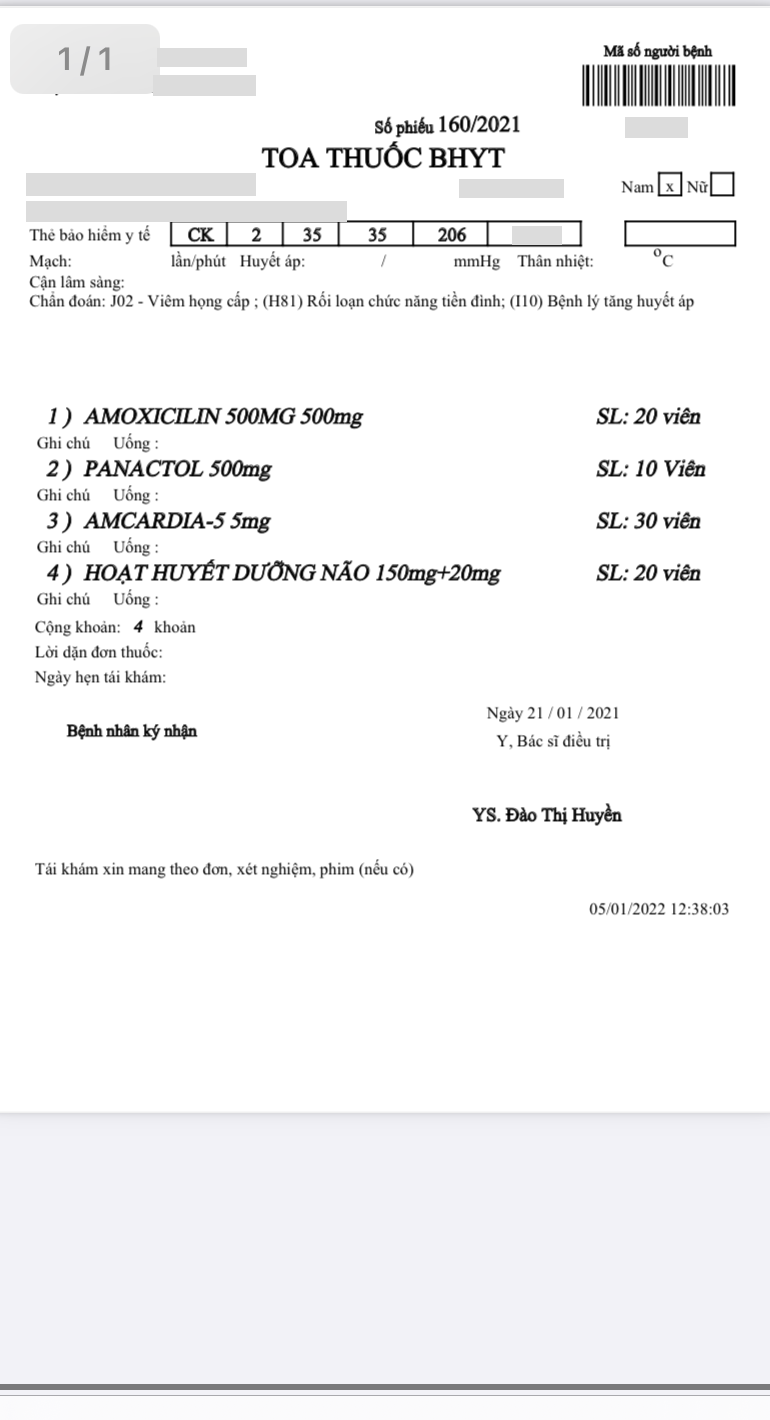 1/1
Mã số người bệnh
Số phiếu 160/2021
TOA THUỐC BHYT
Nam x Nữ
Thẻ bảo hiểm y tế CK 2 35 35 206
Mạch: lần/phút Huyết áp: / mmHg Thân nhiệt: °C
Cận lâm sàng:
Chẩn đoán: J02 - Viêm họng cấp ; (H81) Rối loạn chức năng tiền đình; (I10) Bệnh lý tăng huyết áp
1 ) AMOXICILIN 500MG 500mg SL: 20 viên
Ghi chú Uống :
2 ) PANACTOL 500mg SL: 10 Viên
Ghi chú Uống :
3 ) AMCARDIA-5 5mg SL: 30 viên
Ghi chú Uống :
4 ) HOẠT HUYẾT DƯỠNG NÃO 150mg+20mg SL: 20 viên
Ghi chú Uống :
Cộng khoản: 4 khoản
Lời dặn đơn thuốc:
Ngày hẹn tái khám:
Ngày 21 / 01 / 2021
Bệnh nhân ký nhận
Y, Bác sĩ điều trị
YS. Đào Thị Huyền
Tái khám xin mang theo đơn, xét nghiệm, phim (nếu có)
05/01/2022 12:38:03